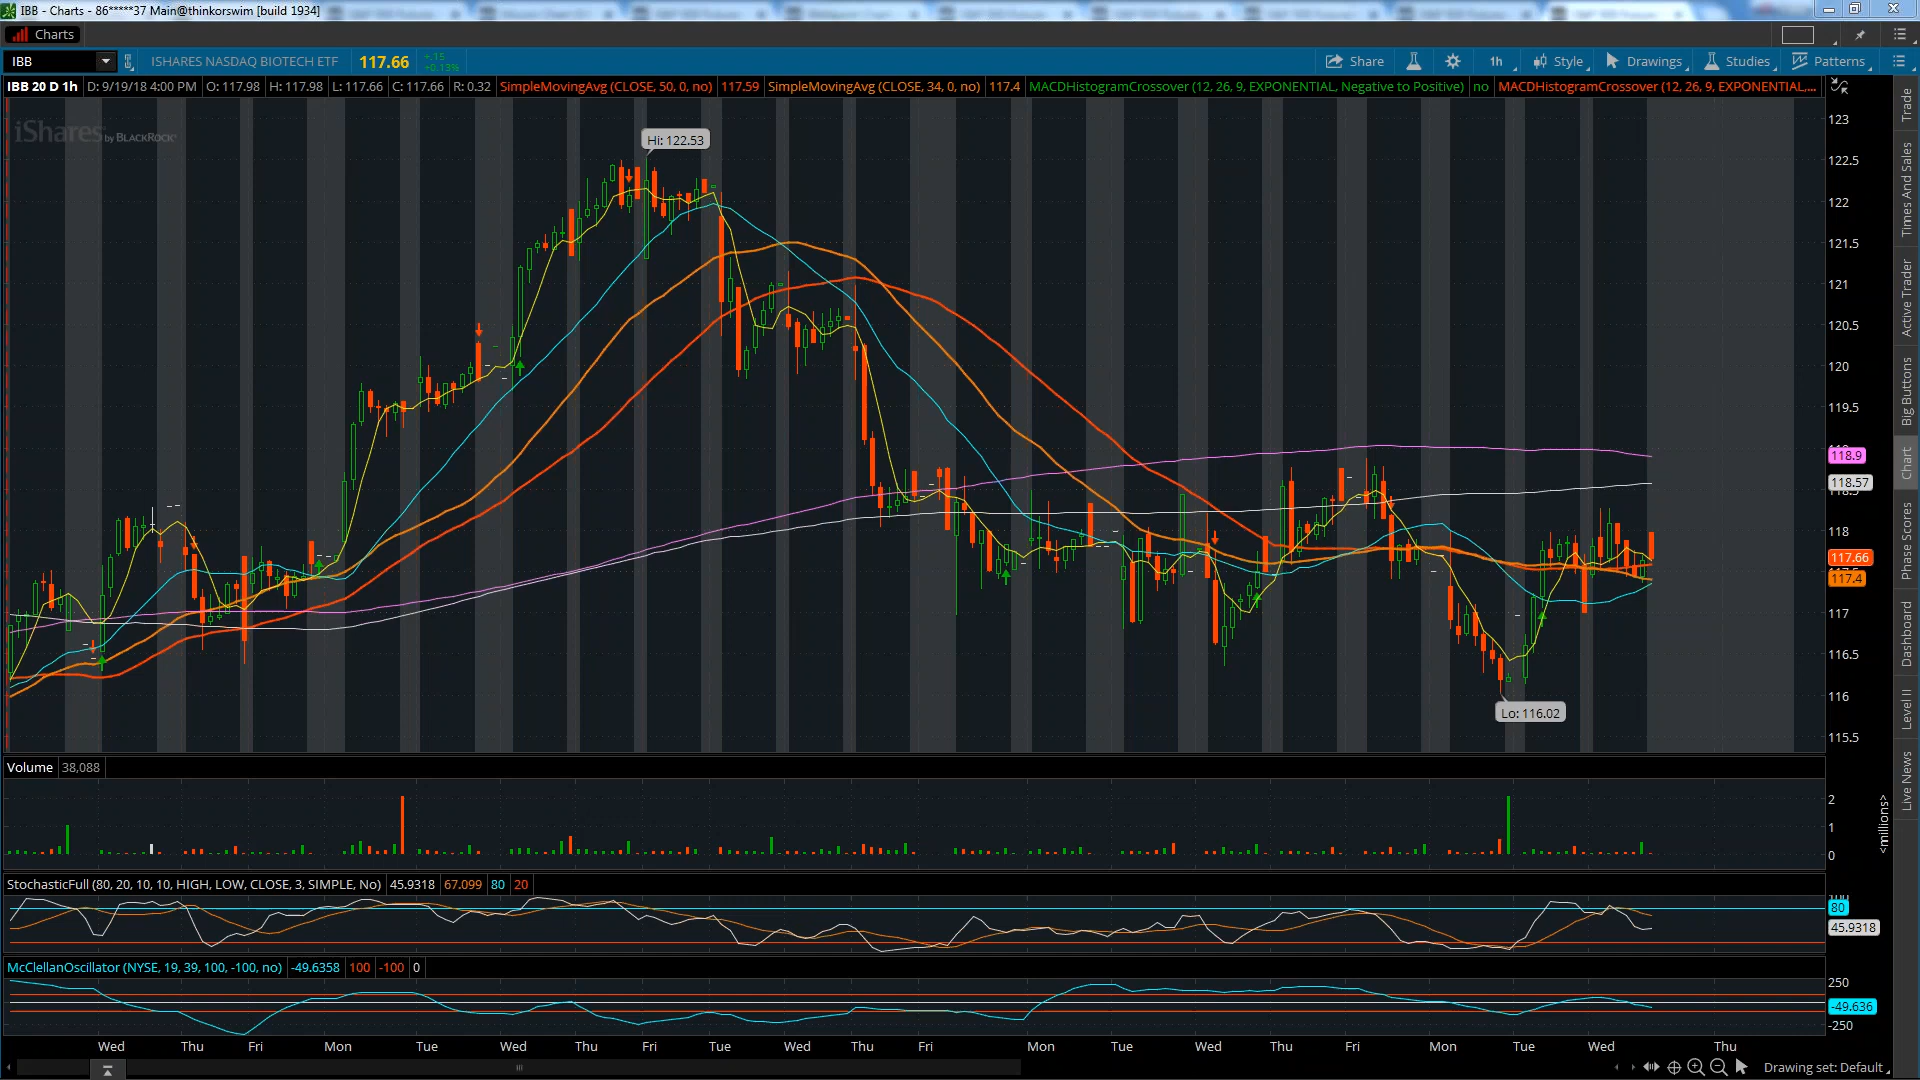 IBB - Charts - 86*****37 Main@thinkorswim [build 1934]
Charts
IBB ISHARES NASDAQ BIOTECH ETF 117.66 +.15 +0.13% Share 1h Style Drawings Studies Patterns
IBB 20 D 1h D: 9/19/18 4:00 PM O: 117.98 H: 117.98 L: 117.66 C: 117.66 R: 0.32 SimpleMovingAvg (CLOSE, 50, 0, no) 117.59 SimpleMovingAvg (CLOSE, 34, 0, no) 117.4 MACDHistogramCrossover (12, 26, 9, EXPONENTIAL, Negative to Positive) no MACDHistogramCrossover (12, 26, 9, EXPONENTIAL,...
iShares by BLACKROCK
Hi: 122.53
Lo: 116.02
123
122.5
122
121.5
121
120.5
120
119.5
118.9
118.57
118
117.66
117.4
117
116.5
116
115.5
Volume 38,088
2
1
0
<millions>
StochasticFull (80, 20, 10, 10, HIGH, LOW, CLOSE, 3, SIMPLE, No) 45.9318 67.099 80 20
80
45.9318
McClellanOscillator (NYSE, 19, 39, 100, -100, no) -49.6358 100 -100 0
250
-49.636
-250
Wed Thu Fri Mon Tue Wed Thu Fri Tue Wed Thu Fri Mon Tue Wed Thu Fri Mon Tue Wed Thu
Drawing set: Default
Trade
Times And Sales
Active Trader
Big Buttons
Chart
Phase Scores
Dashboard
Level II
Live News